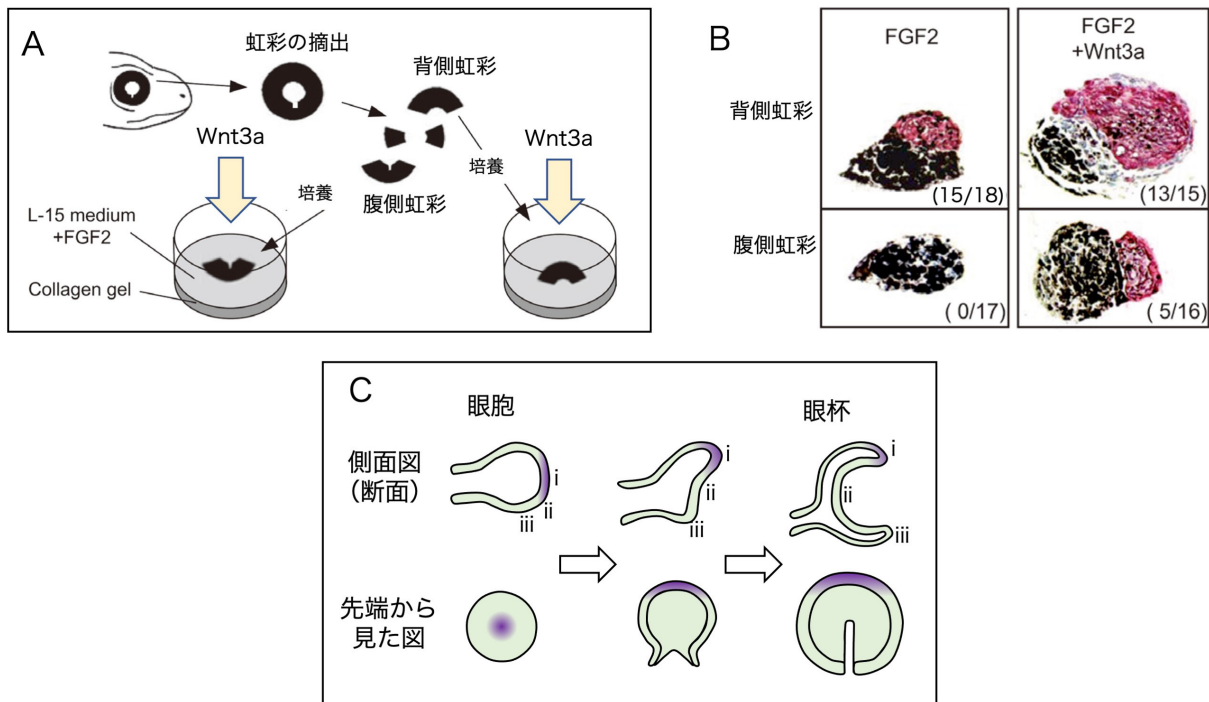 A
虹彩の摘出
背側虹彩
Wnt3a
Wnt3a
培養
培養
腹側虹彩
L-15 medium
+FGF2
Collagen gel
B
FGF2
FGF2
+Wnt3a
背側虹彩
(15/18)
(13/15)
腹側虹彩
( 0/17)
( 5/16)
C
眼胞
眼杯
側面図
(断面)
i
ii
iii
i
ii
iii
i
ii
iii
先端から
見た図